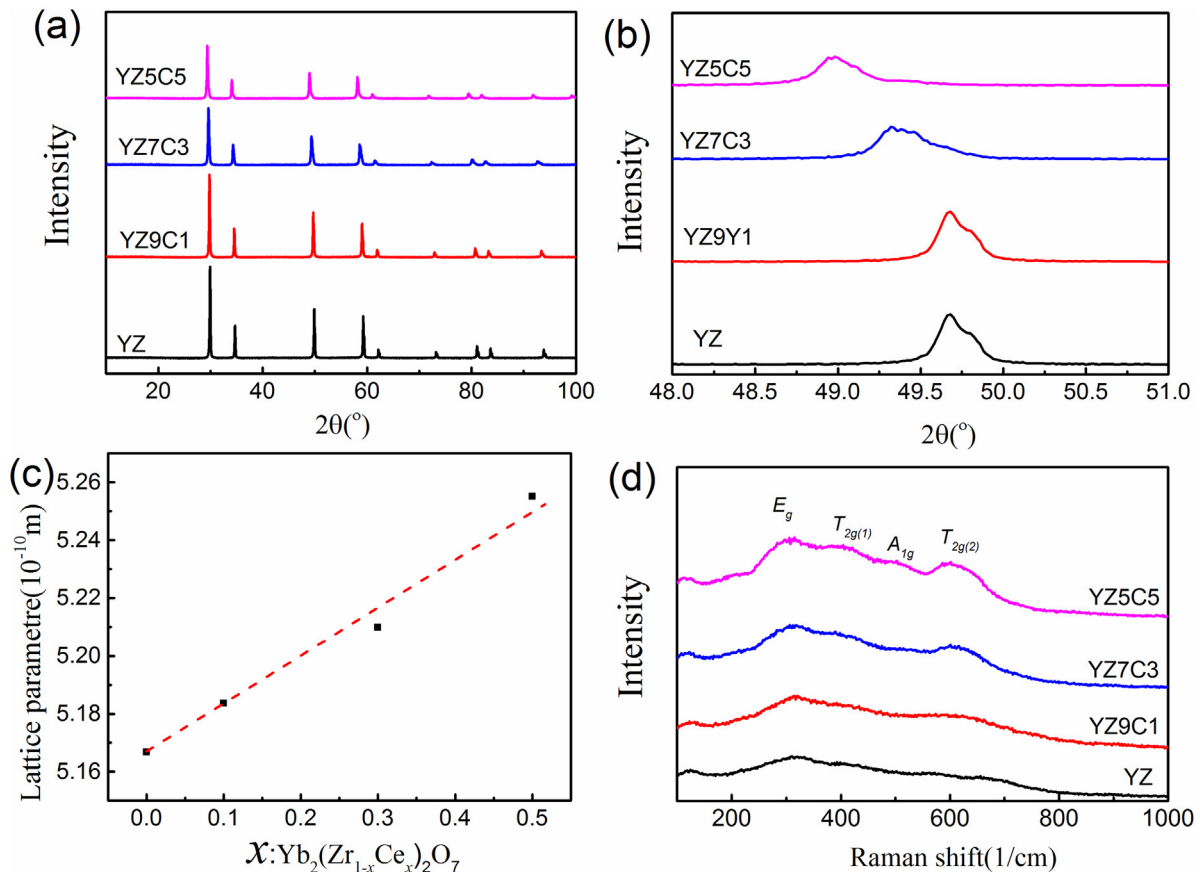 (a)
YZ5C5
YZ7C3
YZ9C1
YZ
Intensity
20 40 60 80 100
2θ(°)
(b)
YZ5C5
YZ7C3
YZ9Y1
YZ
Intensity
48.0 48.5 49.0 49.5 50.0 50.5 51.0
2θ(°)
(c)
5.26
5.24
5.22
5.20
5.18
5.16
Lattice parametre(10⁻¹⁰m)
0.0 0.1 0.2 0.3 0.4 0.5
x:Yb₂(Zr₁₋ₓCeₓ)₂O₇
(d)
E_g T_2g(1) A_1g T_2g(2)
YZ5C5
YZ7C3
YZ9C1
YZ
Intensity
200 400 600 800 1000
Raman shift(1/cm)